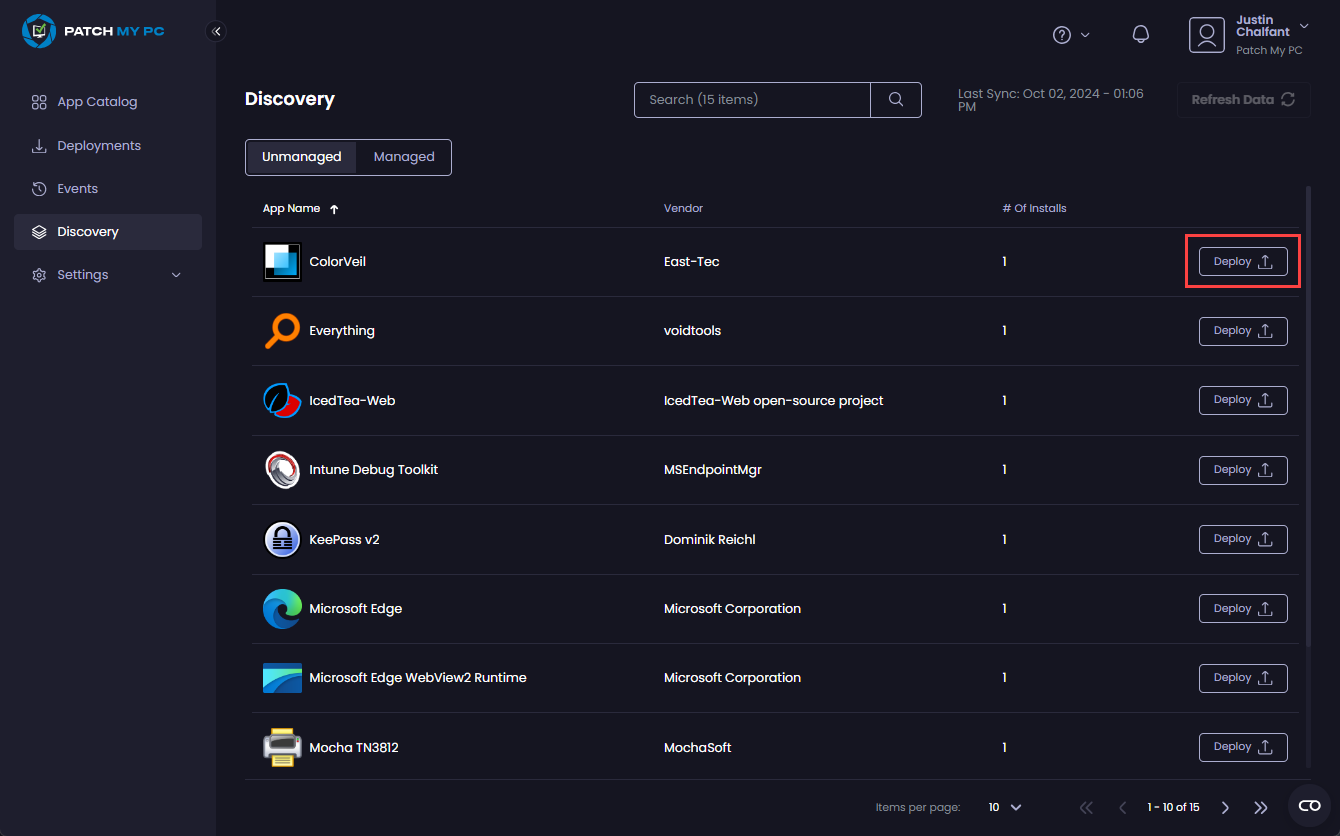 PATCH MY PC
Justin
Chalfant
Patch My PC
App Catalog
Deployments
Events
Discovery
Settings
Discovery
Search (15 items)
Last Sync: Oct 02, 2024 - 01:06
PM
Refresh Data
Unmanaged Managed
App Name Vendor # Of Installs
ColorVeil East-Tec 1 Deploy
Everything voidtools 1 Deploy
IcedTea-Web IcedTea-Web open-source project 1 Deploy
Intune Debug Toolkit MSEndpointMgr 1 Deploy
KeePass v2 Dominik Reichl 1 Deploy
Microsoft Edge Microsoft Corporation 1 Deploy
Microsoft Edge WebView2 Runtime Microsoft Corporation 1 Deploy
Mocha TN3812 MochaSoft 1 Deploy
Items per page: 10 1 - 10 of 15